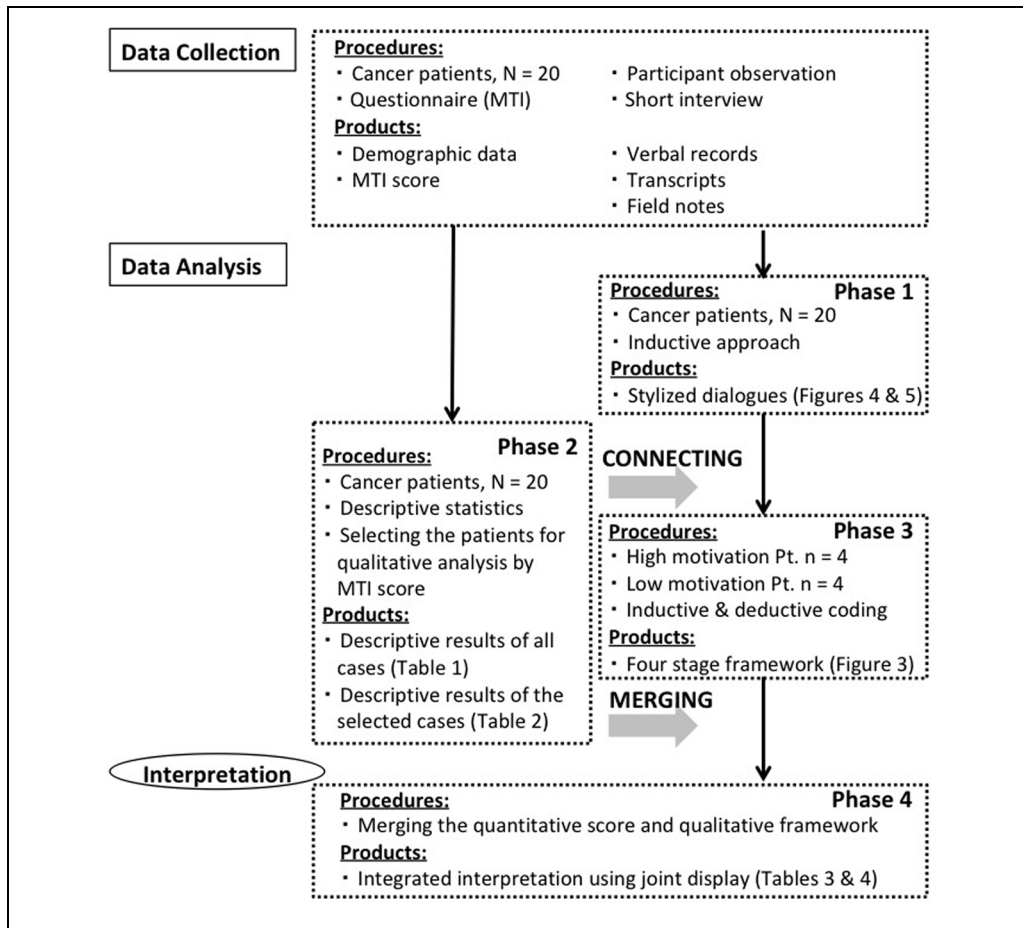 Data Collection
Procedures:
・Cancer patients, N = 20
・Questionnaire (MTI)
Products:
・Demographic data
・MTI score
・Participant observation
・Short interview
・Verbal records
・Transcripts
・Field notes
Data Analysis
Phase 1
Procedures:
・Cancer patients, N = 20
・Inductive approach
Products:
・Stylized dialogues (Figures 4 & 5)
Phase 2
Procedures:
・Cancer patients, N = 20
・Descriptive statistics
・Selecting the patients for
qualitative analysis by
MTI score
Products:
・Descriptive results of all
cases (Table 1)
・Descriptive results of the
selected cases (Table 2)
CONNECTING
Phase 3
Procedures:
・High motivation Pt. n = 4
・Low motivation Pt. n = 4
・Inductive & deductive coding
Products:
・Four stage framework (Figure 3)
MERGING
Interpretation
Phase 4
Procedures:
・Merging the quantitative score and qualitative framework
Products:
・Integrated interpretation using joint display (Tables 3 & 4)